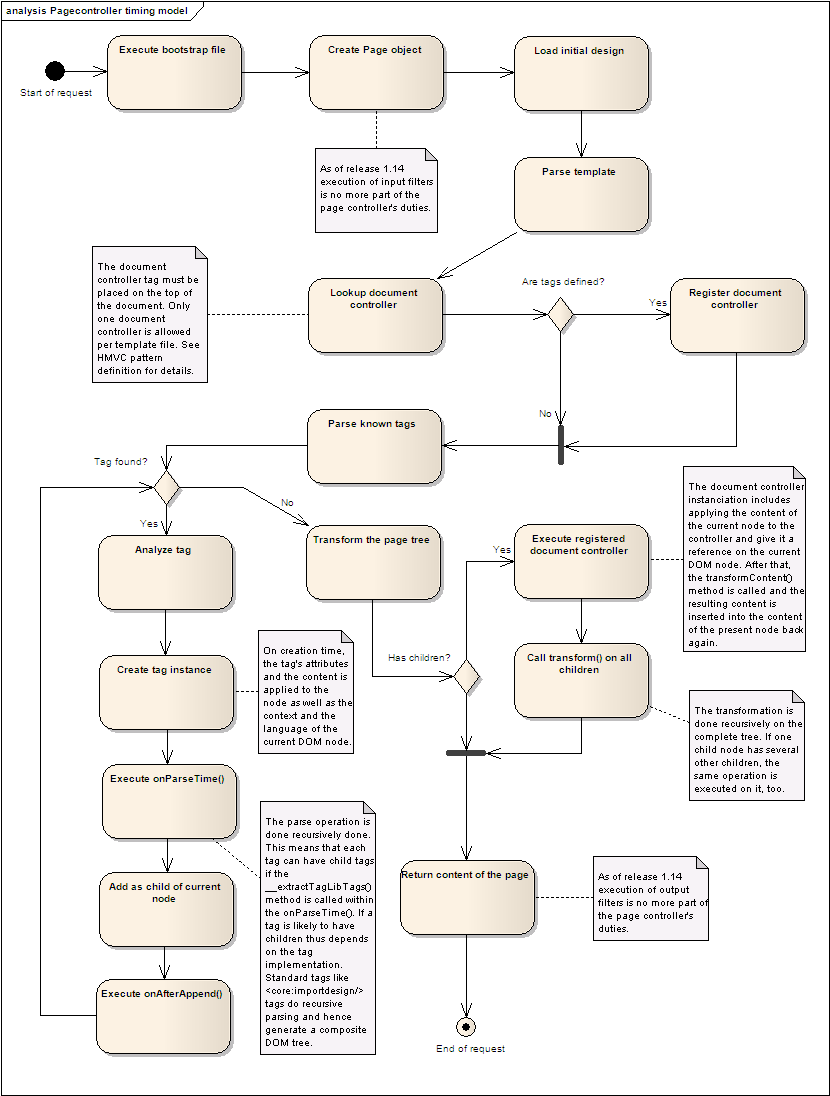 analysis Pagecontroller timing model
Execute bootstrap file
Create Page object
Load initial design
Start of request
As of release 1.14
execution of input filters
is no more part of the
page controller's duties.
Parse template
The document
controller tag must be
placed on the top of
the document. Only
one document
controller is allowed
per template file. See
HMVC pattern
definition for details.
Lookup document
controller
Are tags defined?
Yes
Register document
controller
No
Parse known tags
Tag found?
No
Yes
Analyze tag
Transform the page tree
Yes
Execute registered
document controller
The document controller
instanciation includes
applying the content of
the current node to the
controller and give it a
reference on the current
DOM node. After that,
the transformContent()
method is called and the
resulting content is
inserted into the content
of the present node back
again.
Create tag instance
On creation time,
the tag's attributes
and the content is
applied to the
node as well as the
context and the
language of the
current DOM node.
Has children?
Call transform() on all
children
The transformation is
done recursively on the
complete tree. If one
child node has several
other children, the
same operation is
executed on it, too.
Execute onParseTime()
The parse operation is
done recursively done.
This means that each
tag can have child tags
if the
__extractTagLibTags()
method is called within
the onParseTime(). If a
tag is likely to have
children thus depends
on the tag
implementation.
Standard tags like
<core:importdesign/>
tags do recursive
parsing and hence
generate a composite
DOM tree.
Add as child of current
node
Return content of the page
As of release 1.14
execution of output
filters is no more part of
the page controller's
duties.
Execute onAfterAppend()
End of request